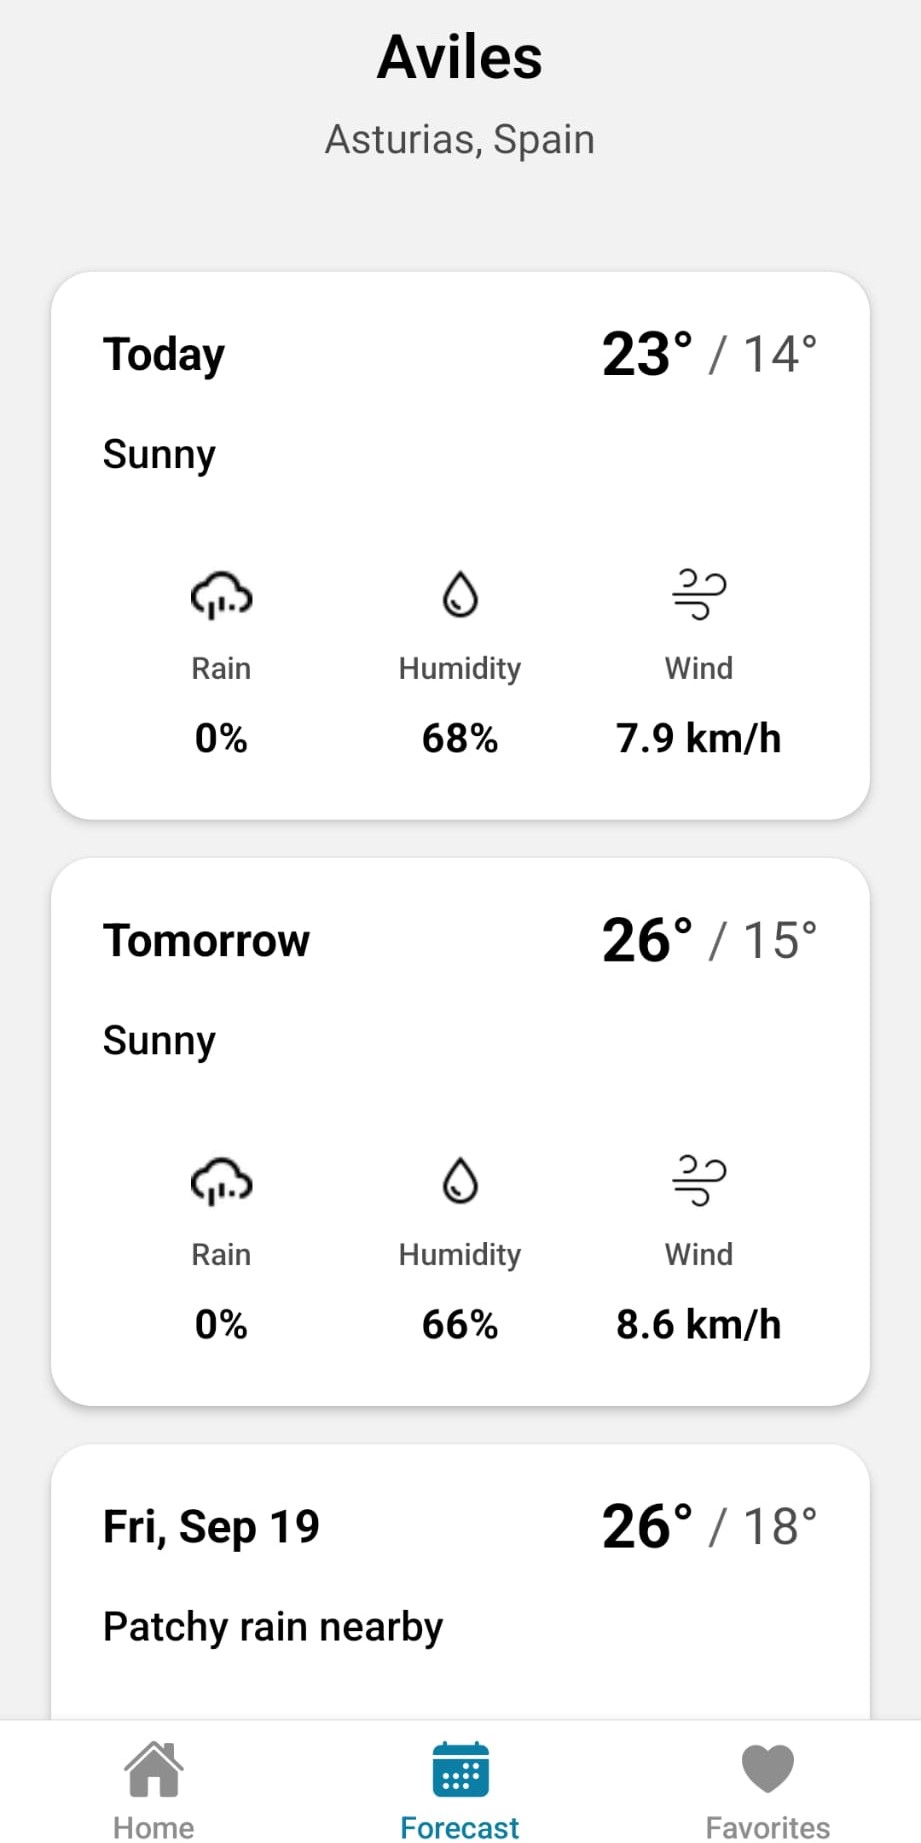 Aviles
Asturias, Spain
Today 23° / 14°
Sunny
Rain Humidity Wind
0% 68% 7.9 km/h
Tomorrow 26° / 15°
Sunny
Rain Humidity Wind
0% 66% 8.6 km/h
Fri, Sep 19 26° / 18°
Patchy rain nearby
Home Forecast Favorites